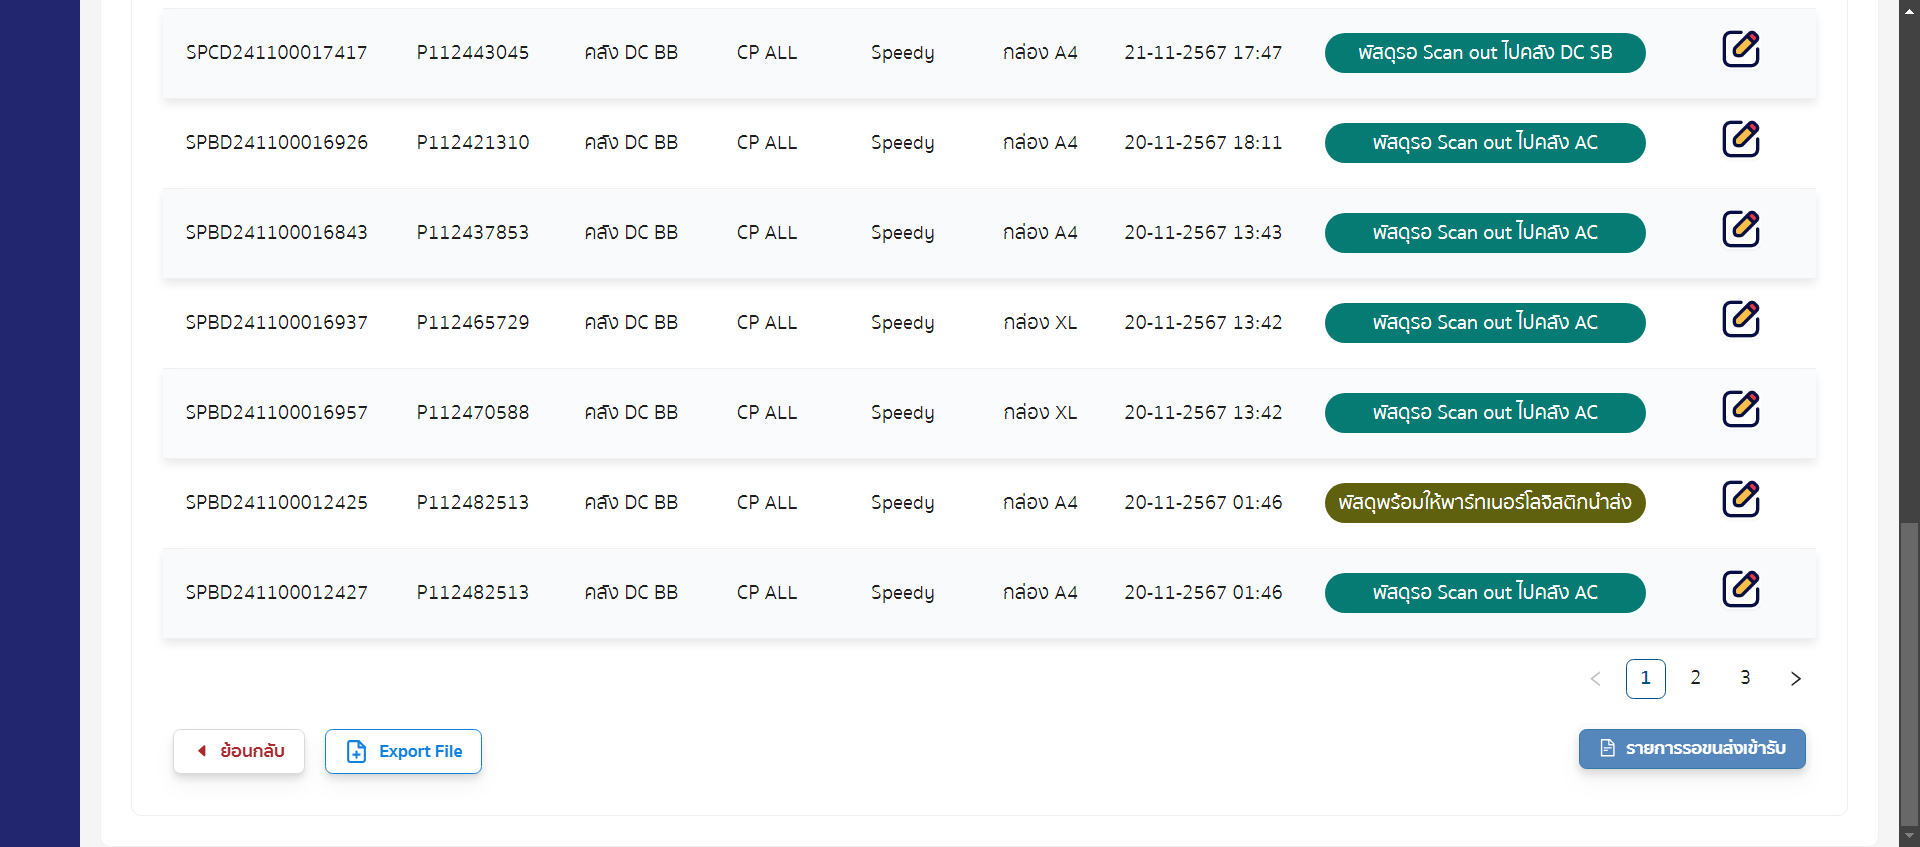 SPCD241100017417 P112443045 คลัง DC BB CP ALL Speedy กล่อง A4 21-11-2567 17:47 พัสดุรอ Scan out ไปคลัง DC SB
SPBD241100016926 P112421310 คลัง DC BB CP ALL Speedy กล่อง A4 20-11-2567 18:11 พัสดุรอ Scan out ไปคลัง AC
SPBD241100016843 P112437853 คลัง DC BB CP ALL Speedy กล่อง A4 20-11-2567 13:43 พัสดุรอ Scan out ไปคลัง AC
SPBD241100016937 P112465729 คลัง DC BB CP ALL Speedy กล่อง XL 20-11-2567 13:42 พัสดุรอ Scan out ไปคลัง AC
SPBD241100016957 P112470588 คลัง DC BB CP ALL Speedy กล่อง XL 20-11-2567 13:42 พัสดุรอ Scan out ไปคลัง AC
SPBD241100012425 P112482513 คลัง DC BB CP ALL Speedy กล่อง A4 20-11-2567 01:46 พัสดุพร้อมให้พาร์ทเนอร์โลจิสติกนำส่ง
SPBD241100012427 P112482513 คลัง DC BB CP ALL Speedy กล่อง A4 20-11-2567 01:46 พัสดุรอ Scan out ไปคลัง AC
1 2 3
ย้อนกลับ Export File รายการรอขนส่งเข้ารับ